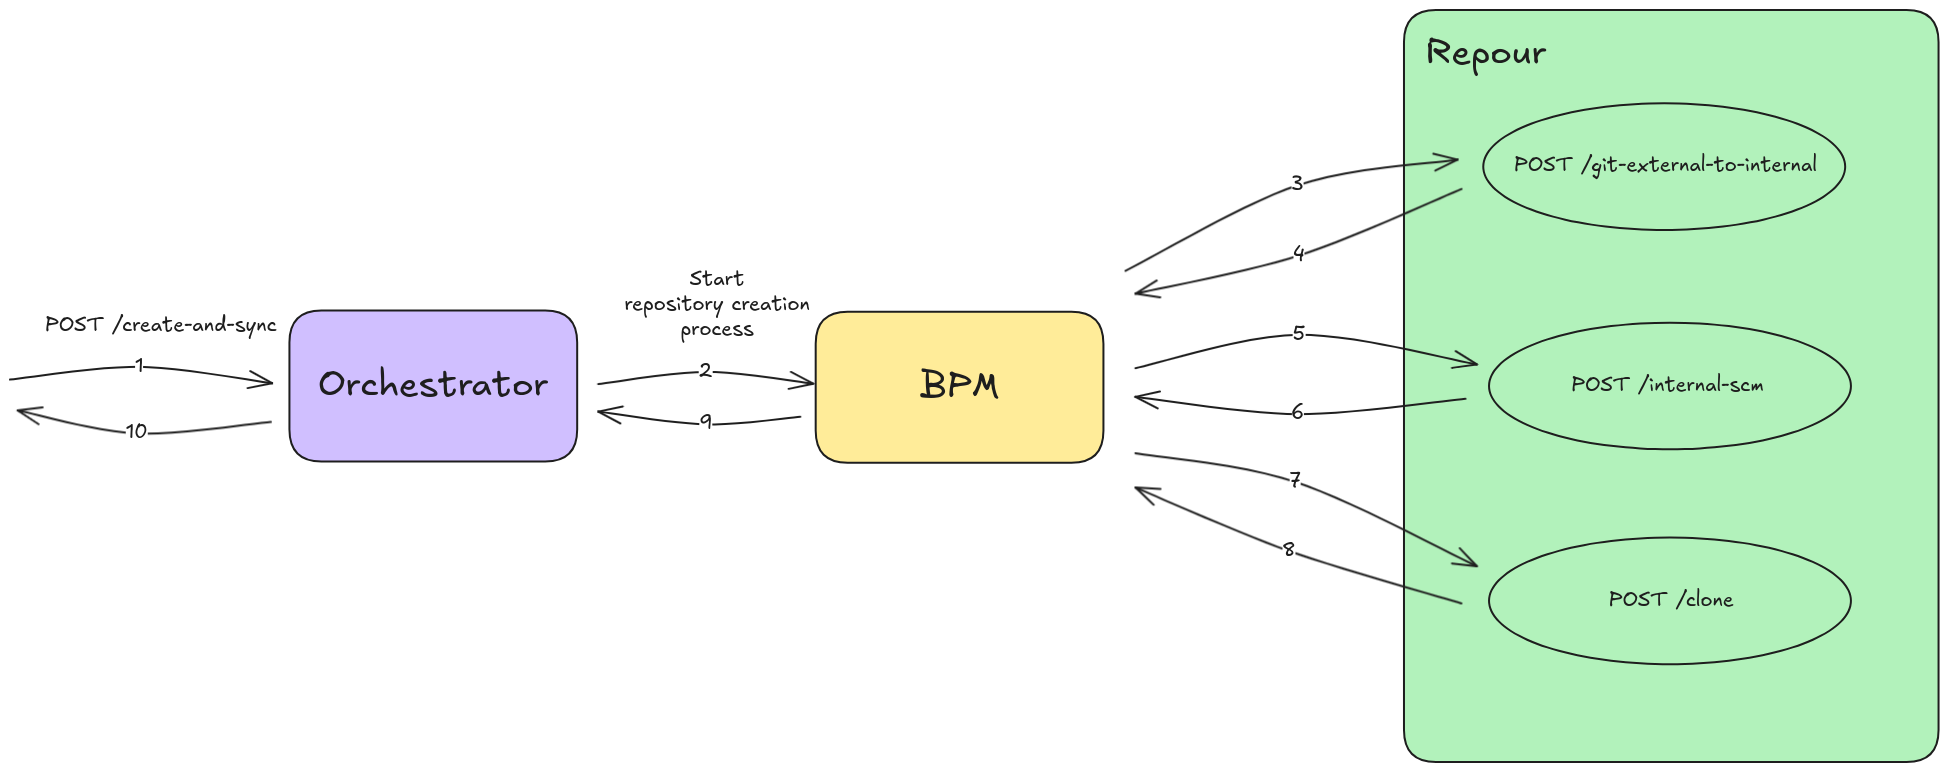 Repour
POST /git-external-to-internal
3
4
Start
repository creation
process
POST /create-and-sync
1
Orchestrator
2
BPM
5
POST /internal-scm
10
9
6
7
8
POST /clone